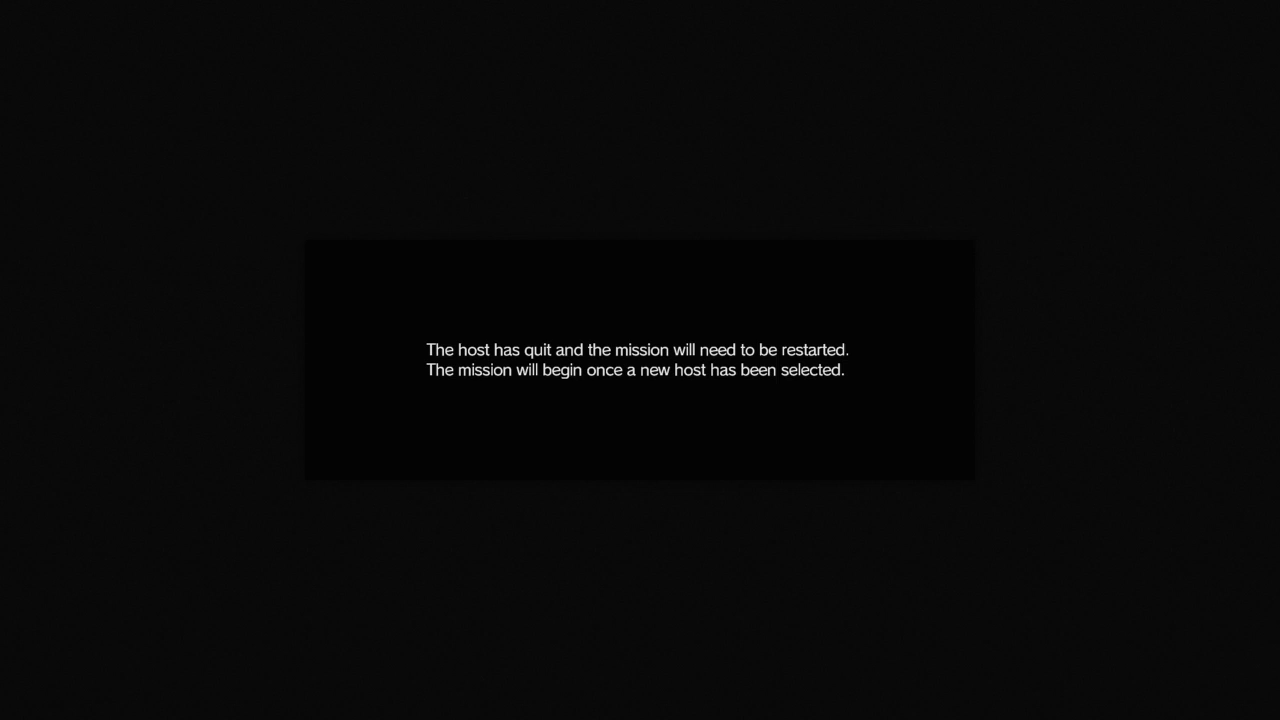 The host has quit and the mission will need to be restarted.
The mission will begin once a new host has been selected.